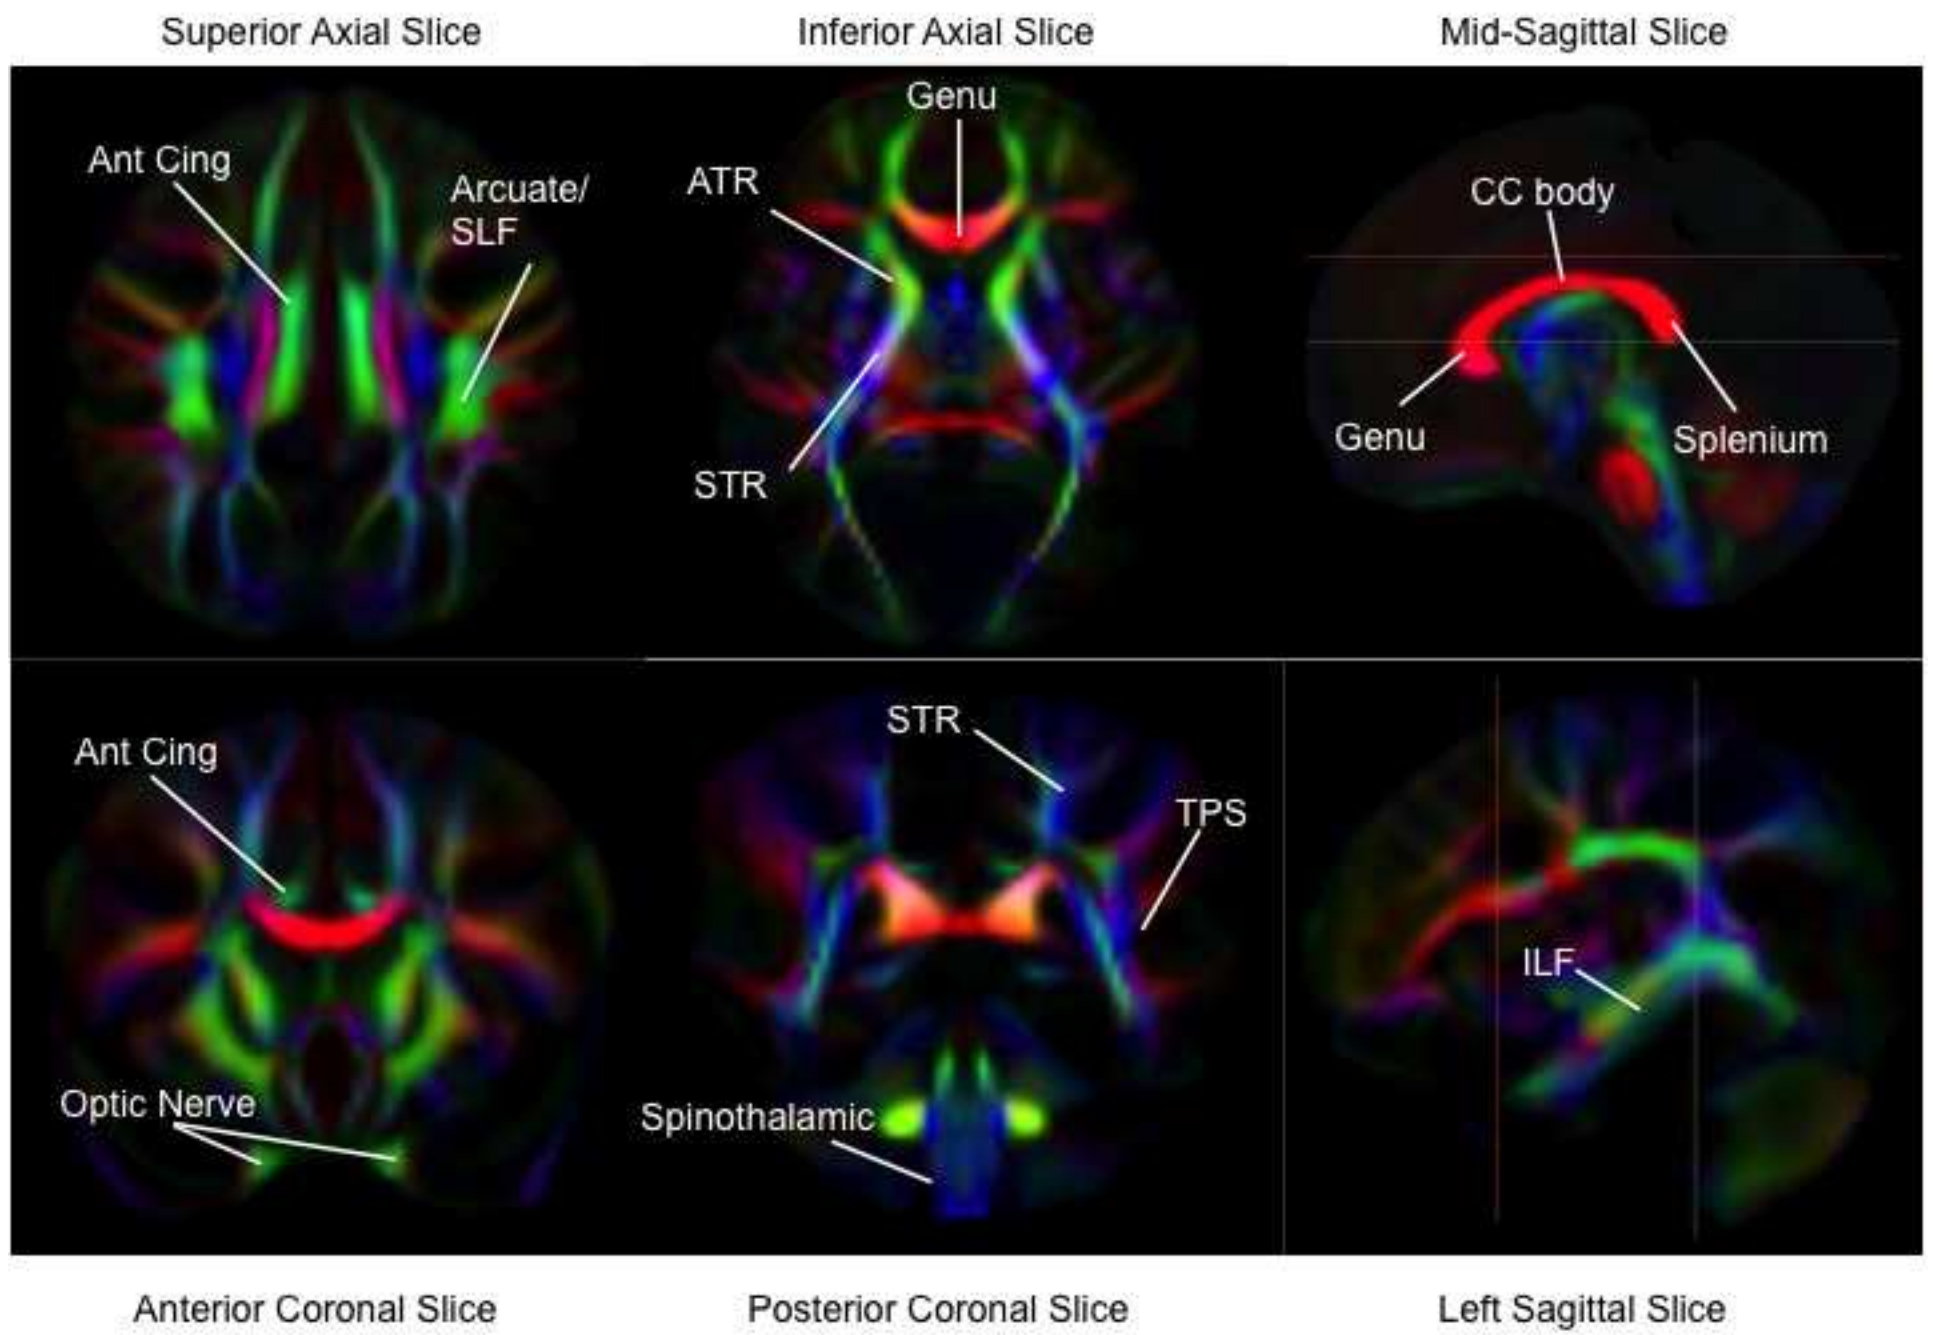 Superior Axial Slice
Inferior Axial Slice
Mid-Sagittal Slice
Ant Cing
Arcuate/
SLF
Genu
ATR
STR
CC body
Genu
Splenium
Ant Cing
Optic Nerve
STR
TPS
Spinothalamic
ILF
Anterior Coronal Slice
Posterior Coronal Slice
Left Sagittal Slice